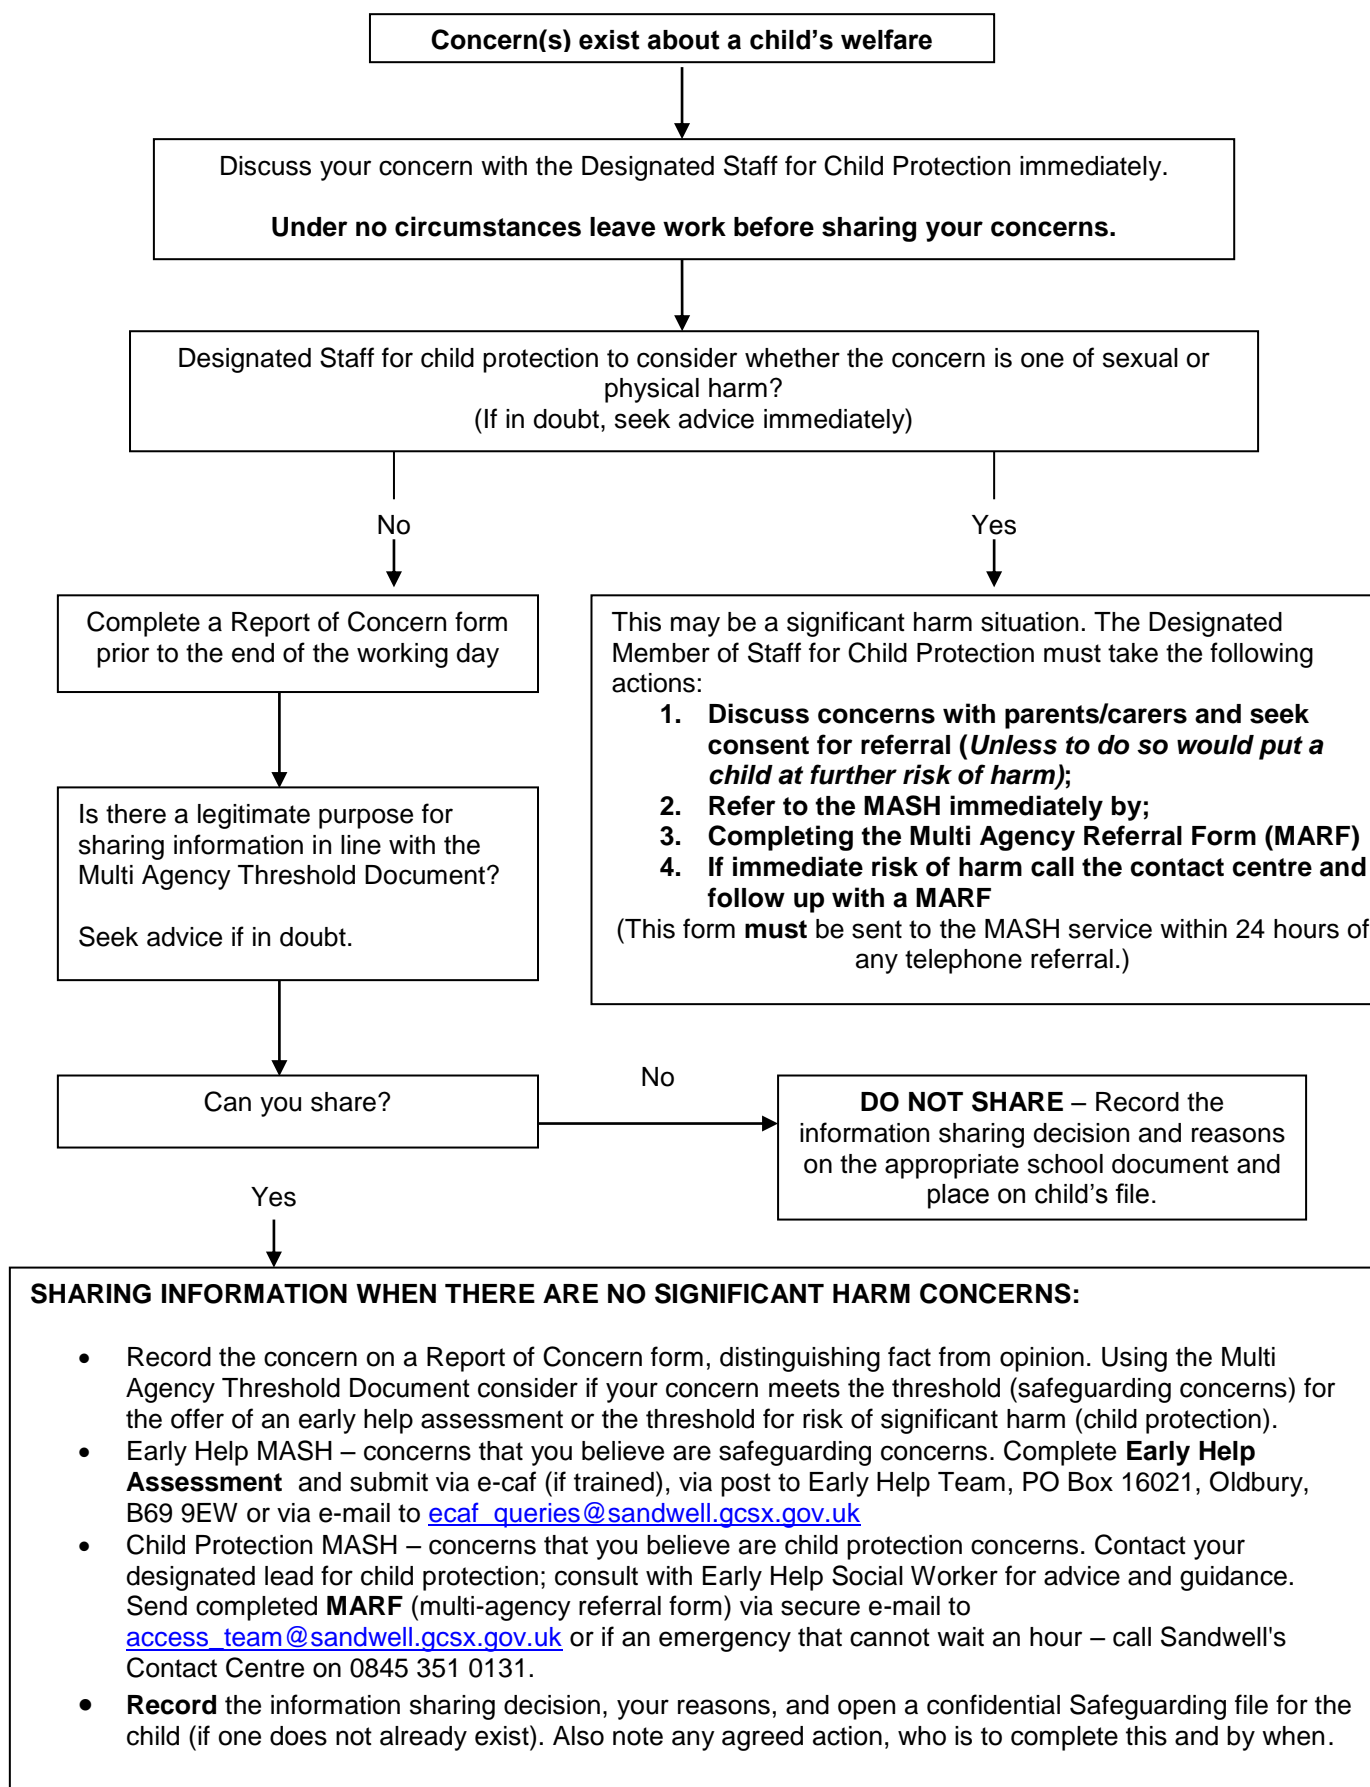 Concern(s) exist about a child's welfare
Discuss your concern with the Designated Staff for Child Protection immediately.
Under no circumstances leave work before sharing your concerns.
Designated Staff for child protection to consider whether the concern is one of sexual or
physical harm?
(If in doubt, seek advice immediately)
No
Yes
Complete a Report of Concern form
prior to the end of the working day
This may be a significant harm situation. The Designated
Member of Staff for Child Protection must take the following
actions:
1. Discuss concerns with parents/carers and seek
consent for referral (Unless to do so would put a
child at further risk of harm);
2. Refer to the MASH immediately by;
3. Completing the Multi Agency Referral Form (MARF)
4. If immediate risk of harm call the contact centre and
follow up with a MARF
(This form must be sent to the MASH service within 24 hours of
any telephone referral.)
Is there a legitimate purpose for
sharing information in line with the
Multi Agency Threshold Document?
Seek advice if in doubt.
Can you share?
No
DO NOT SHARE – Record the
information sharing decision and reasons
on the appropriate school document and
place on child's file.
Yes
SHARING INFORMATION WHEN THERE ARE NO SIGNIFICANT HARM CONCERNS:
• Record the concern on a Report of Concern form, distinguishing fact from opinion. Using the Multi
Agency Threshold Document consider if your concern meets the threshold (safeguarding concerns) for
the offer of an early help assessment or the threshold for risk of significant harm (child protection).
• Early Help MASH – concerns that you believe are safeguarding concerns. Complete Early Help
Assessment and submit via e-caf (if trained), via post to Early Help Team, PO Box 16021, Oldbury,
B69 9EW or via e-mail to ecaf_queries@sandwell.gcsx.gov.uk
• Child Protection MASH – concerns that you believe are child protection concerns. Contact your
designated lead for child protection; consult with Early Help Social Worker for advice and guidance.
Send completed MARF (multi-agency referral form) via secure e-mail to
access_team@sandwell.gcsx.gov.uk or if an emergency that cannot wait an hour – call Sandwell's
Contact Centre on 0845 351 0131.
• Record the information sharing decision, your reasons, and open a confidential Safeguarding file for the
child (if one does not already exist). Also note any agreed action, who is to complete this and by when.